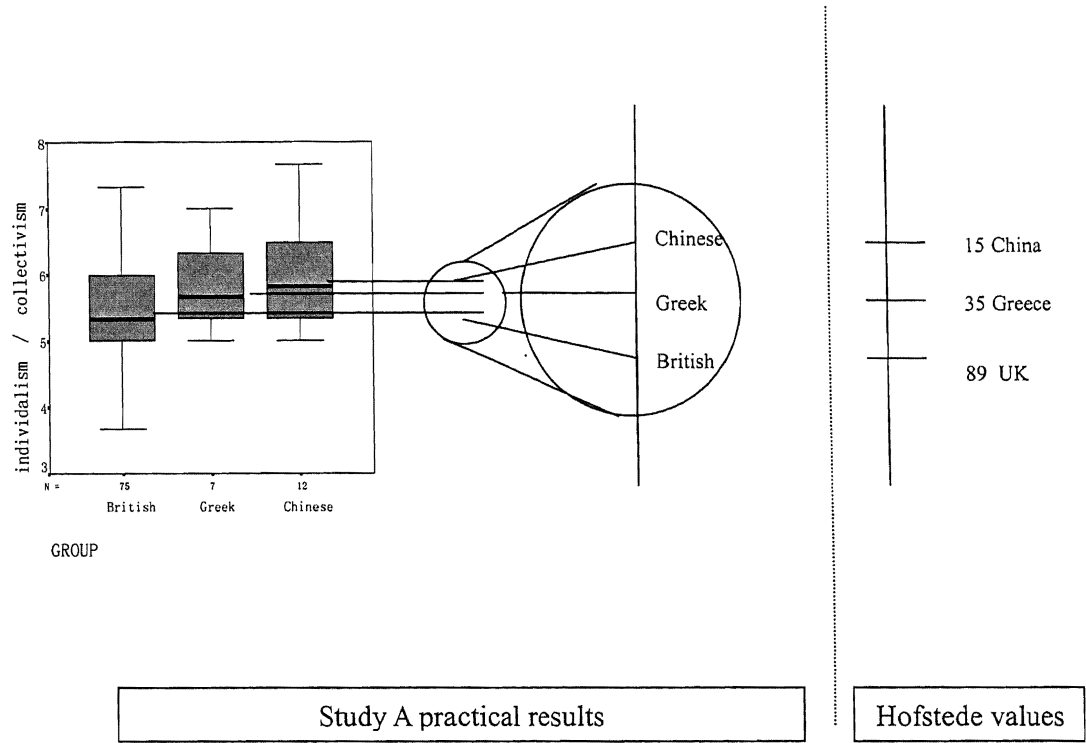 individalism / collectivism
8
7
6
5
4
3
N = 75 7 12
British Greek Chinese
GROUP
Chinese
Greek
British
15 China
35 Greece
89 UK
Study A practical results
Hofstede values